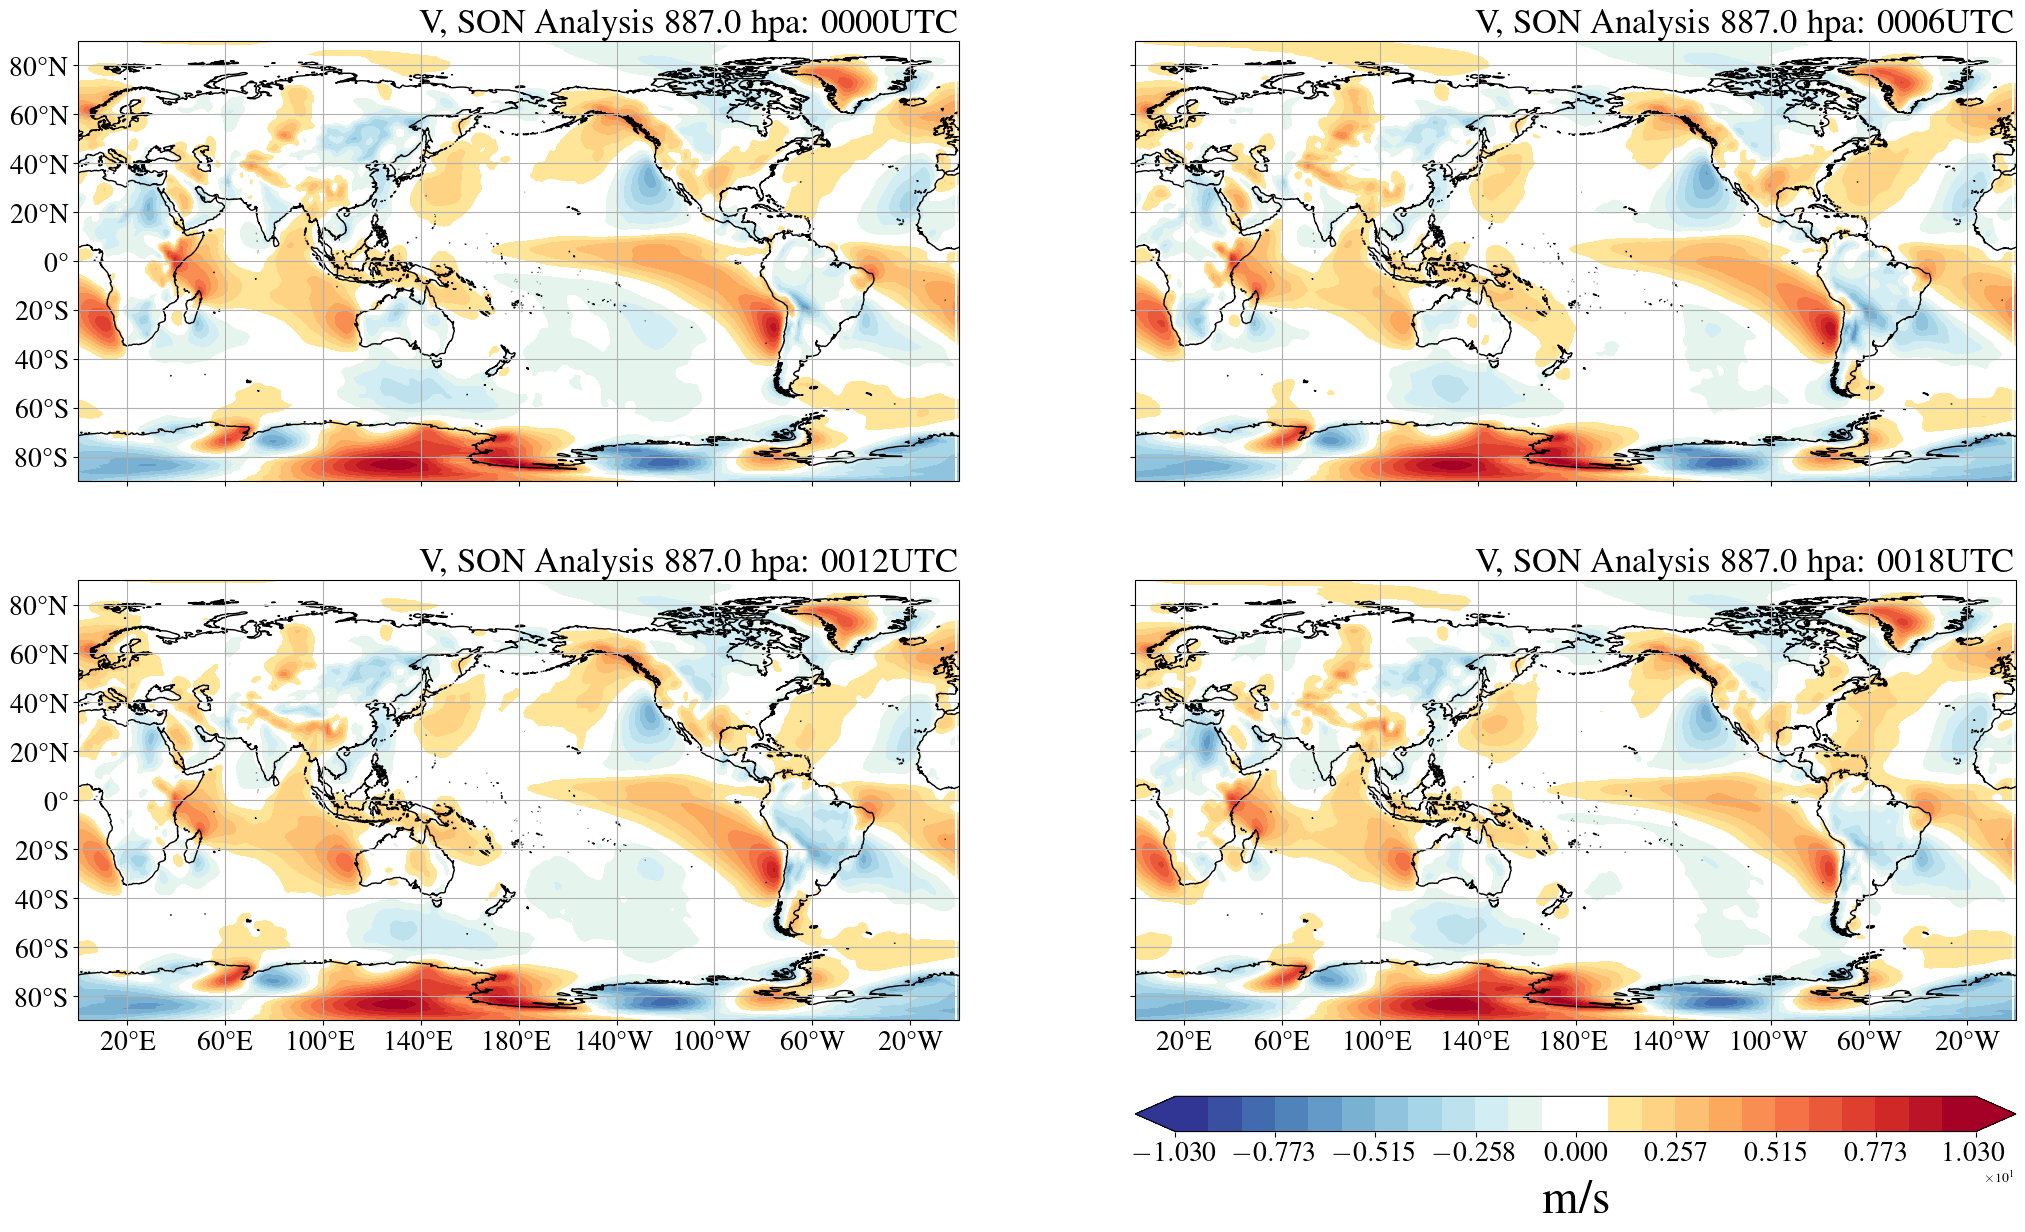 V, SON Analysis 887.0 hpa: 0000UTC
V, SON Analysis 887.0 hpa: 0006UTC
80°N
60°N
40°N
20°N
0°
20°S
40°S
60°S
80°S
V, SON Analysis 887.0 hpa: 0012UTC
V, SON Analysis 887.0 hpa: 0018UTC
80°N
60°N
40°N
20°N
0°
20°S
40°S
60°S
80°S
20°E 60°E 100°E 140°E 180°E 140°W 100°W 60°W 20°W
20°E 60°E 100°E 140°E 180°E 140°W 100°W 60°W 20°W
−1.030 −0.773 −0.515 −0.258 0.000 0.257 0.515 0.773 1.030
×10¹
m/s